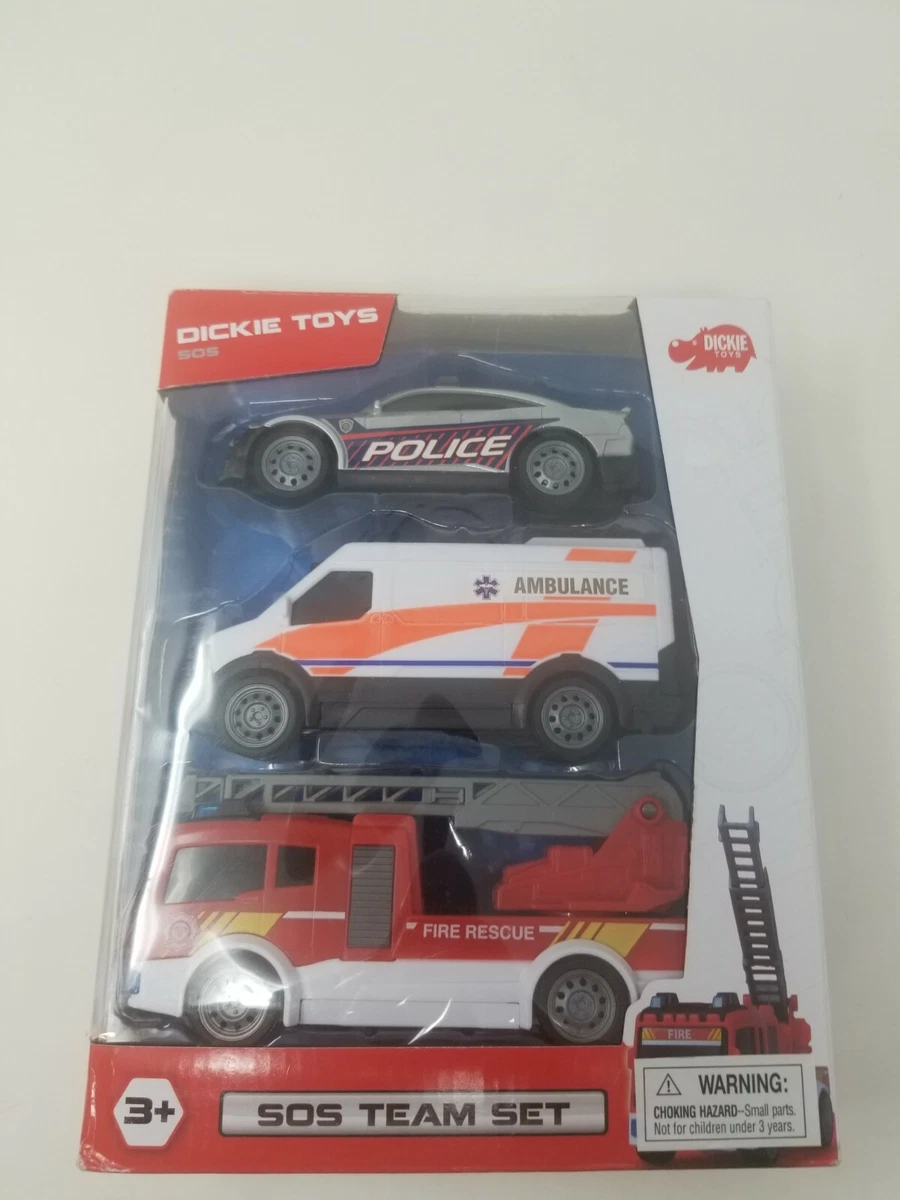 DICKIE TOYS
SOS
DICKIE
TOYS
POLICE
AMBULANCE
FIRE RESCUE
FIRE
3+
SOS TEAM SET
WARNING:
CHOKING HAZARD--Small parts.
Not for children under 3 years.